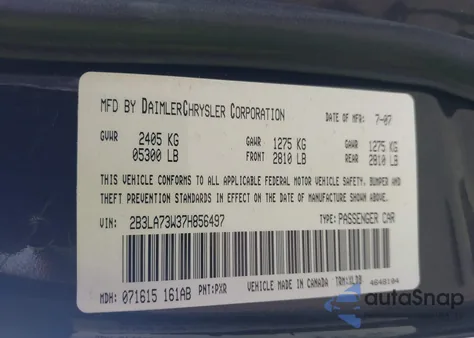 MFD BY DAIMLERCHRYSLER CORPORATION DATE OF MFR: 7-07
GVWR 2405 KG GAWR 1275 KG GAWR 1275 KG
05300 LB FRONT 2810 LB REAR 2810 LB
THIS VEHICLE CONFORMS TO ALL APPLICABLE FEDERAL MOTOR VEHICLE SAFETY, BUMPER AND
THEFT PREVENTION STANDARDS IN EFFECT ON THE DATE OF MANUFACTURE SHOWN ABOVE.
VIN: 2B3LA73W37H856497 TYPE: PASSENGER CAR
MDH: 071615 161AB PNT: PXR VEHICLE MADE IN CANADA TRM: VLD8 4648104
autoSnap